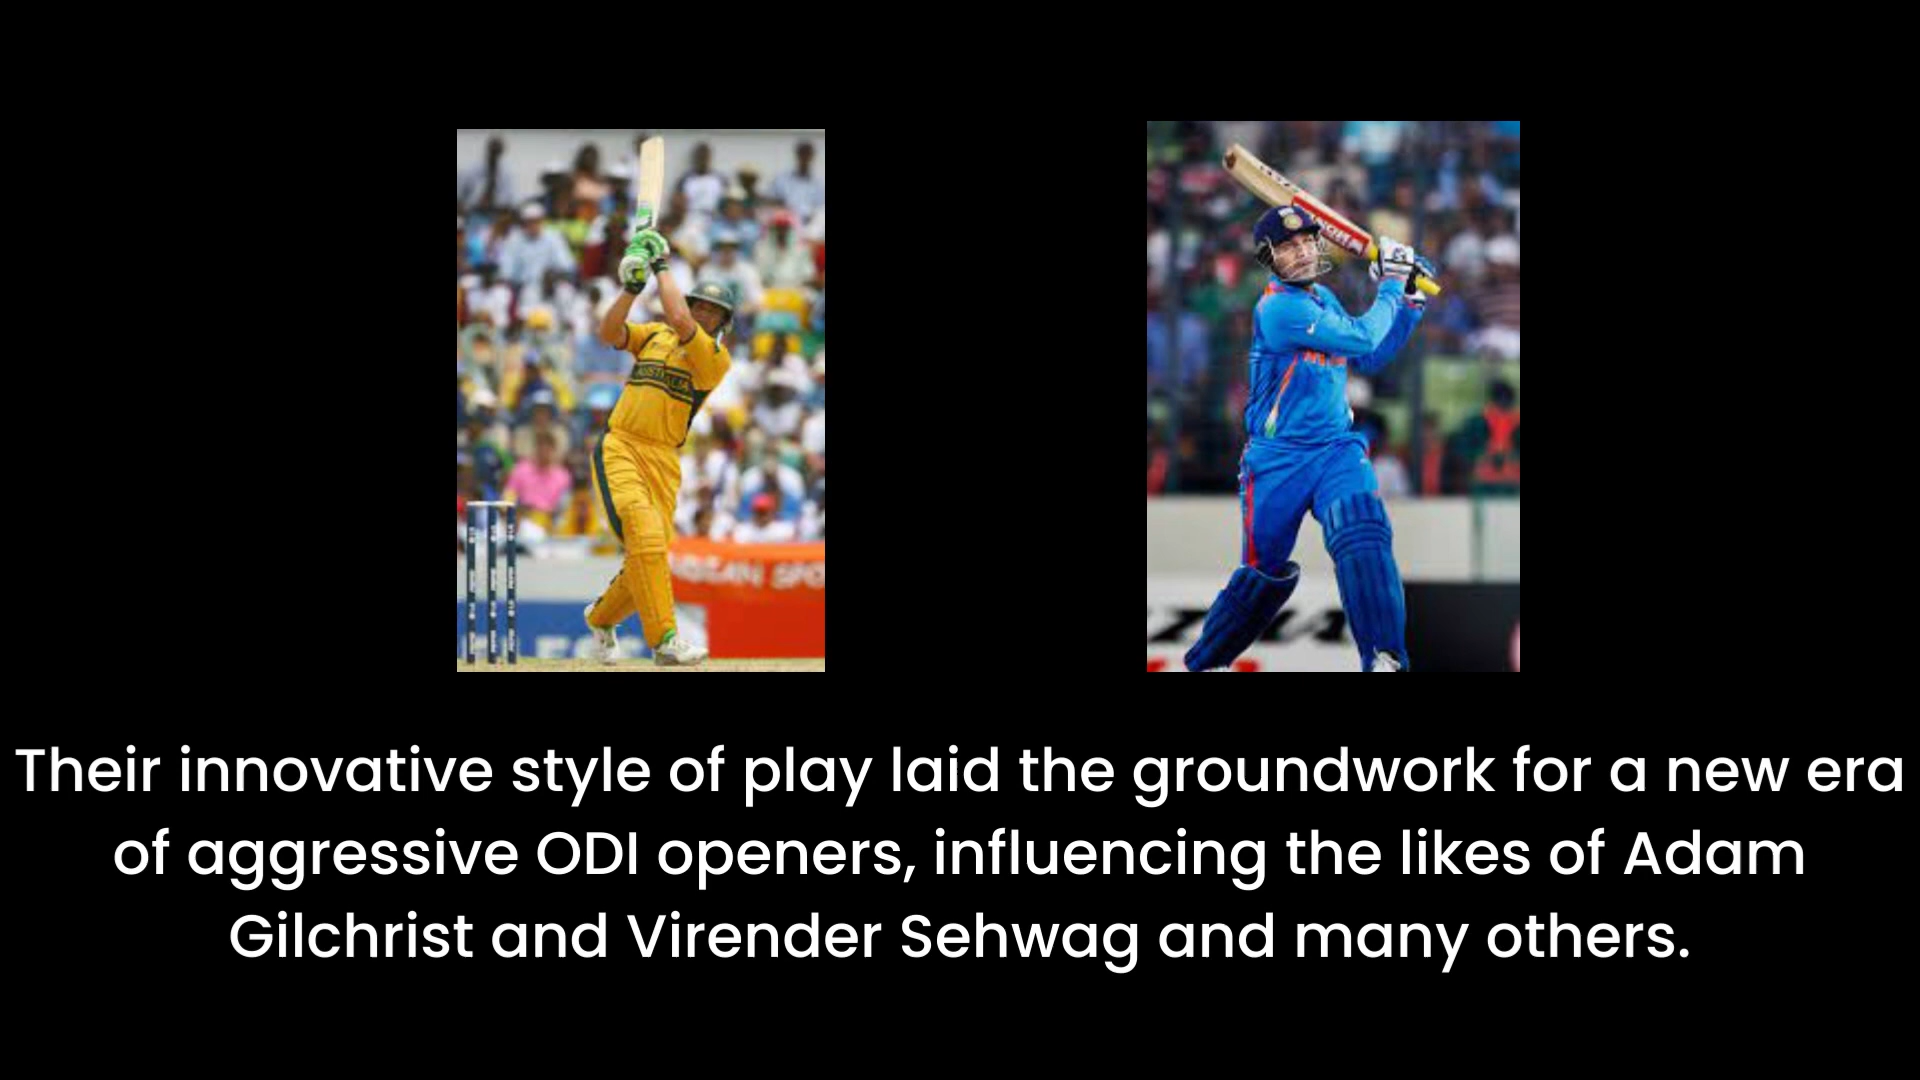 AUSTRALIA
Their innovative style of play laid the groundwork for a new era
of aggressive ODI openers, influencing the likes of Adam
Gilchrist and Virender Sehwag and many others.